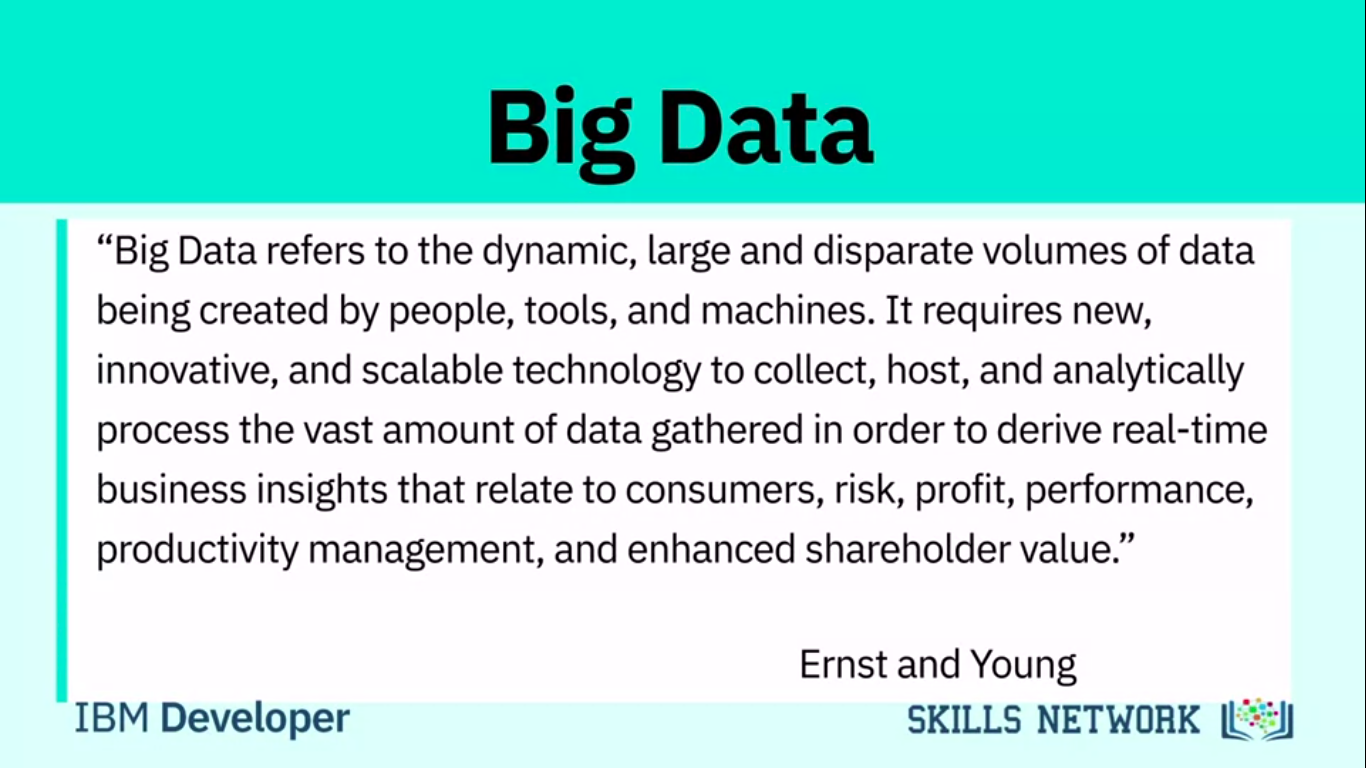 Big Data
“Big Data refers to the dynamic, large and disparate volumes of data
being created by people, tools, and machines. It requires new,
innovative, and scalable technology to collect, host, and analytically
process the vast amount of data gathered in order to derive real-time
business insights that relate to consumers, risk, profit, performance,
productivity management, and enhanced shareholder value.”
Ernst and Young
IBM Developer
SKILLS NETWORK